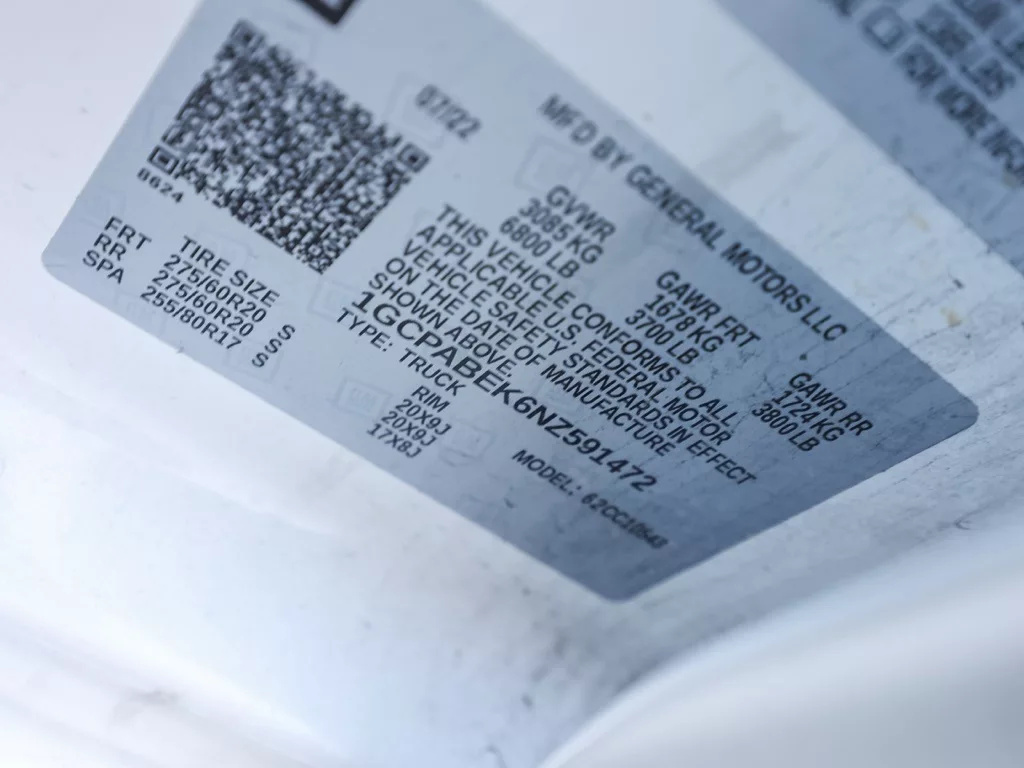 MFD BY GENERAL MOTORS LLC
07/22
GVWR GAWR FRT GAWR RR
3085 KG 1678 KG 1724 KG
6800 LB 3700 LB 3800 LB
THIS VEHICLE CONFORMS TO ALL
APPLICABLE U.S. FEDERAL MOTOR
VEHICLE SAFETY STANDARDS IN EFFECT
ON THE DATE OF MANUFACTURE
SHOWN ABOVE.
1GCPABEK6NZ591472
TYPE: TRUCK
MODEL:
8624
TIRE SIZE RIM
FRT 275/60R20 S 20X9J
RR 275/60R20 S 20X9J
SPA 255/80R17 S 17X8J
LBS